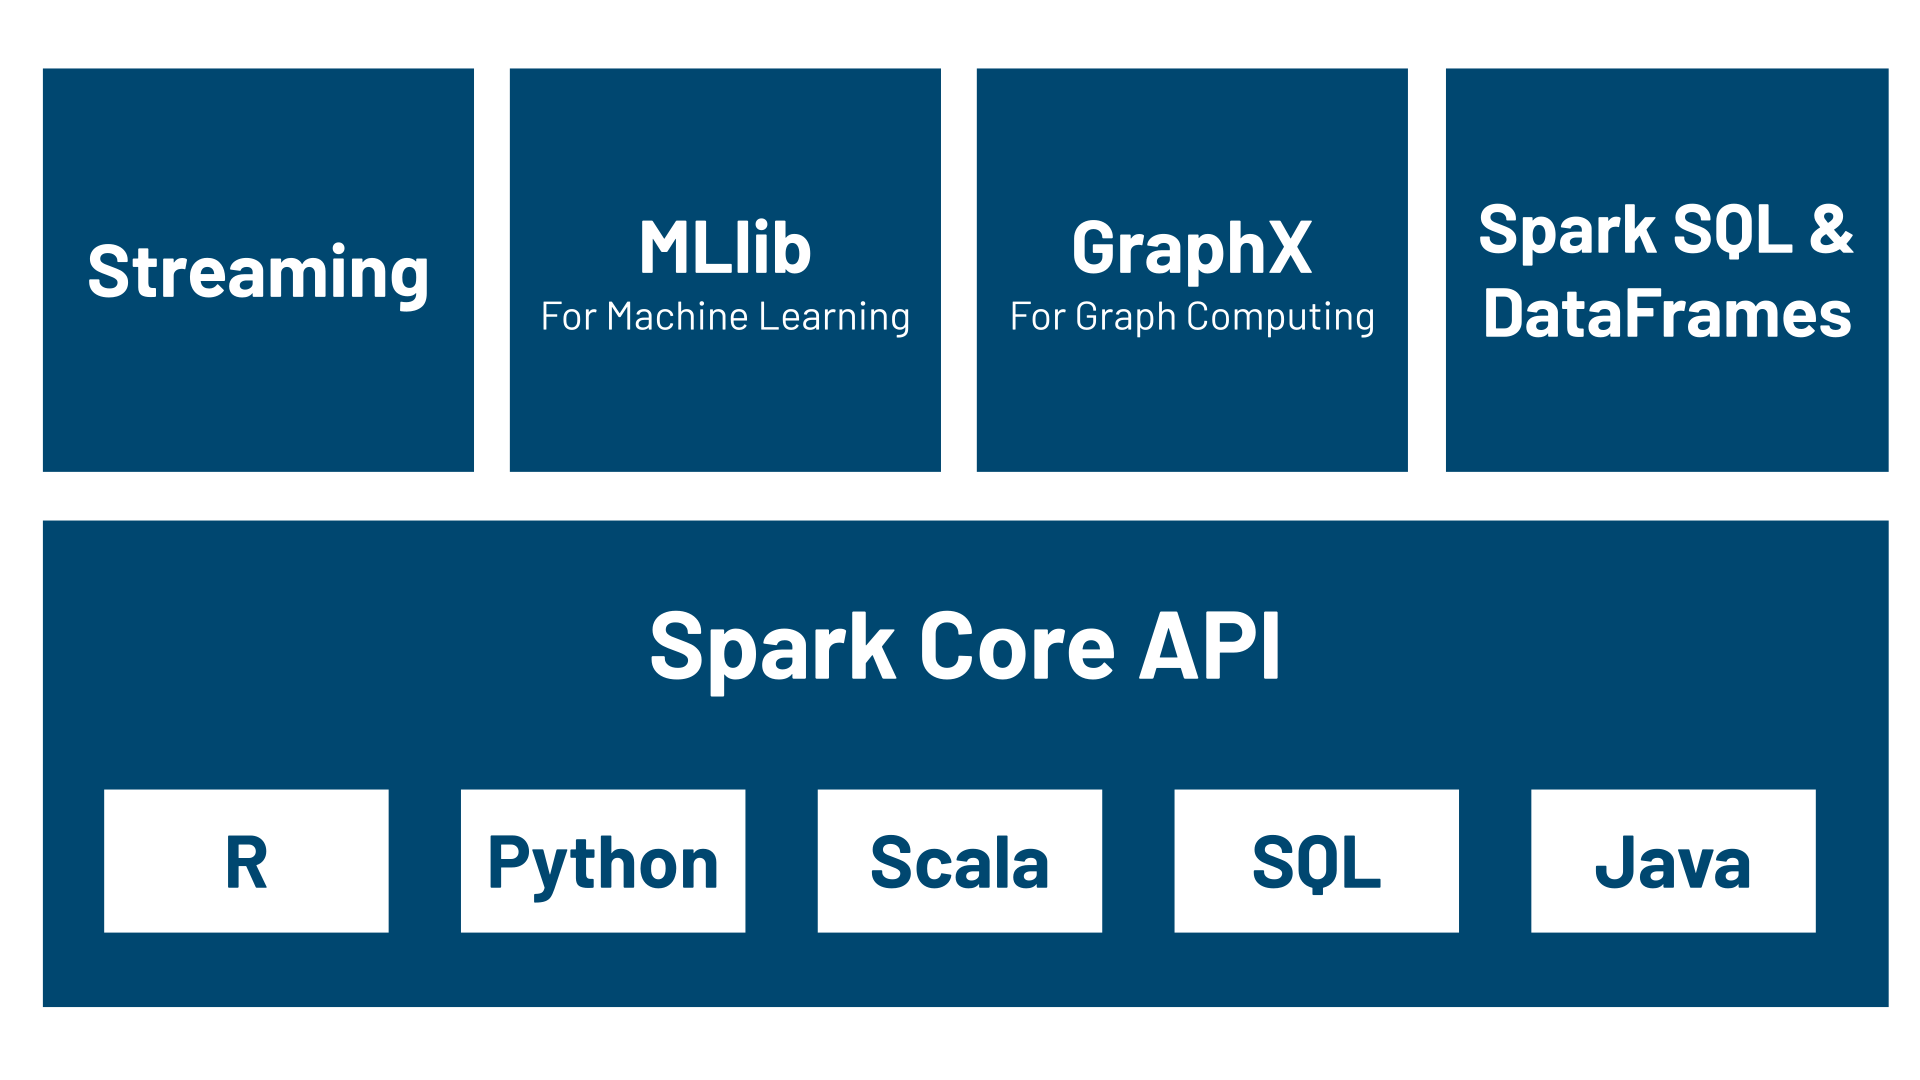 Streaming
MLlib
For Machine Learning
GraphX
For Graph Computing
Spark SQL &
DataFrames
Spark Core API
R
Python
Scala
SQL
Java